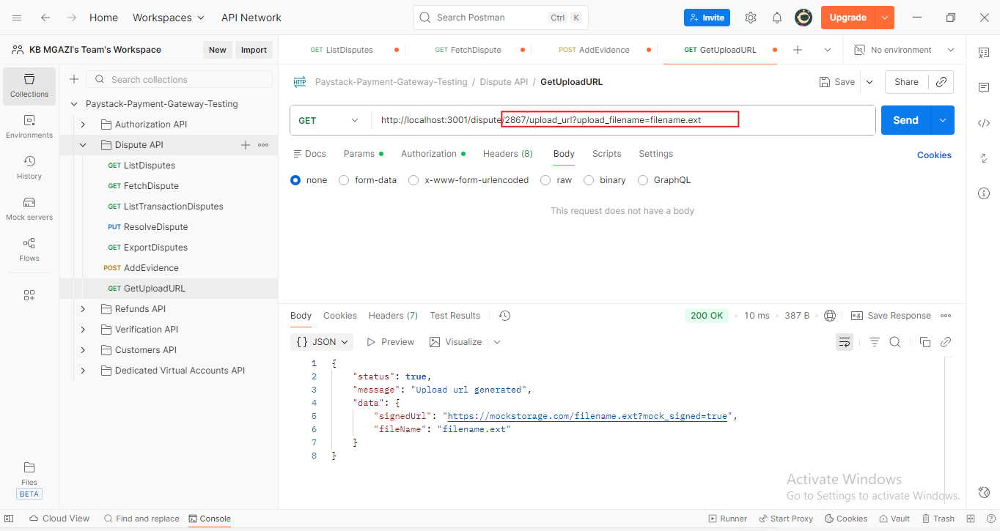 Home Workspaces API Network Search Postman Ctrl K Invite Upgrade
KB MGAZI's Team's Workspace New Import GET ListDisputes GET FetchDispute POST AddEvidence GET GetUploadURL No environment
Collections
Environments
History
Mock servers
Flows
Files
BETA
Search collections
Paystack-Payment-Gateway-Testing
Authorization API
Dispute API
GET ListDisputes
GET FetchDispute
GET ListTransactionDisputes
PUT ResolveDispute
GET ExportDisputes
POST AddEvidence
GET GetUploadURL
Refunds API
Verification API
Customers API
Dedicated Virtual Accounts API
HTTP Paystack-Payment-Gateway-Testing / Dispute API / GetUploadURL Save Share
GET http://localhost:3001/dispute/2867/upload_url?upload_filename=filename.ext Send
Docs Params Authorization Headers (8) Body Scripts Settings Cookies
none form-data x-www-form-urlencoded raw binary GraphQL
This request does not have a body
Body Cookies Headers (7) Test Results 200 OK 10 ms 387 B e.g. Save Response
{} JSON Preview Visualize
1 {
2 "status": true,
3 "message": "Upload url generated",
4 "data": {
5 "signedUrl": "https://mockstorage.com/filename.ext?mock_signed=true",
6 "fileName": "filename.ext"
7 }
8 }
Activate Windows
Go to Settings to activate Windows.
Cloud View Find and replace Console Runner Start Proxy Cookies Vault Trash